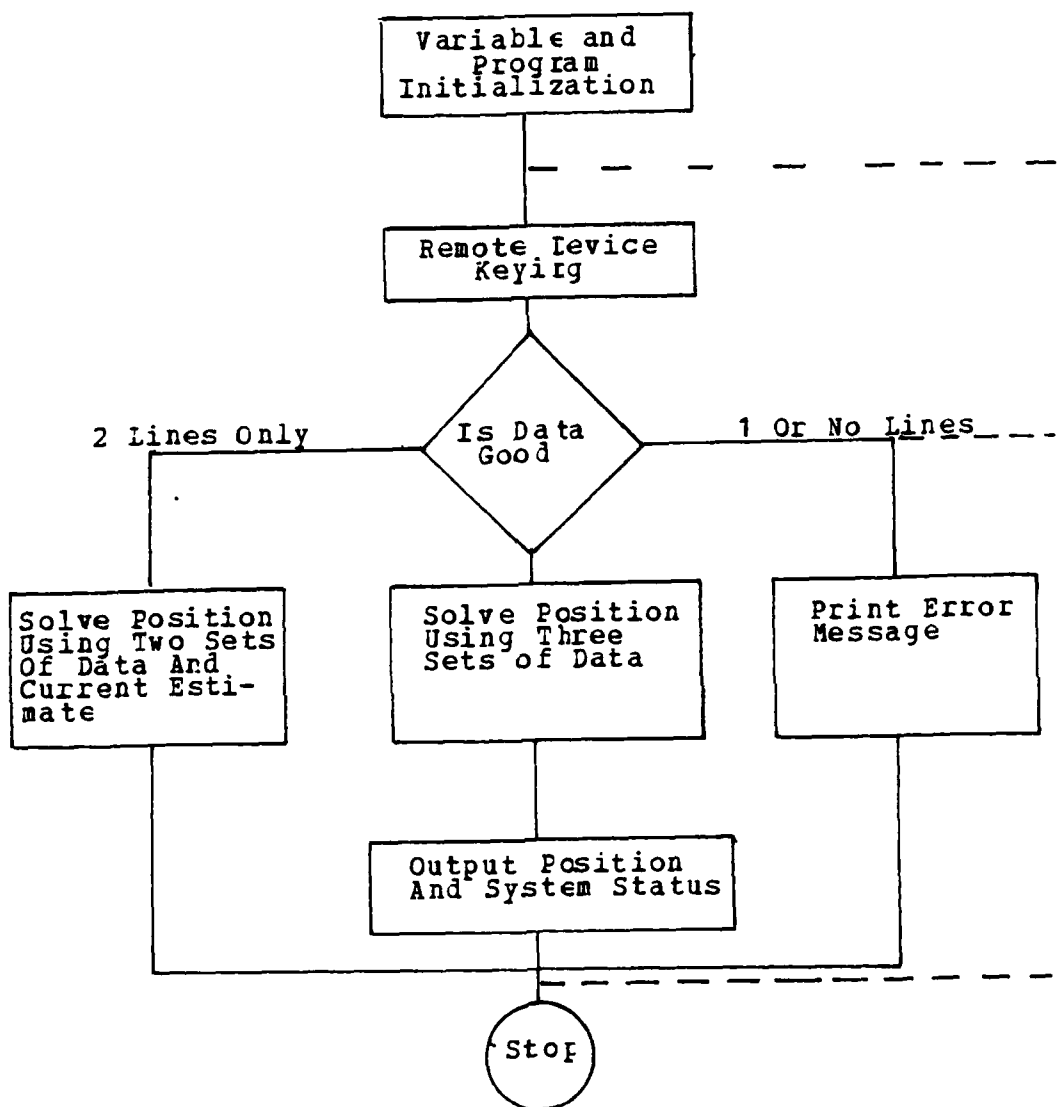 Variable and
Program
Initialization
Remote Device
Keying
2 Lines Only
Is Data
Good
1 Or No Lines
Solve Position
Using Two Sets
Of Data And
Current Esti-
mate
Solve Position
Using Three
Sets of Data
Print Error
Message
Output Position
And System Status
Stop